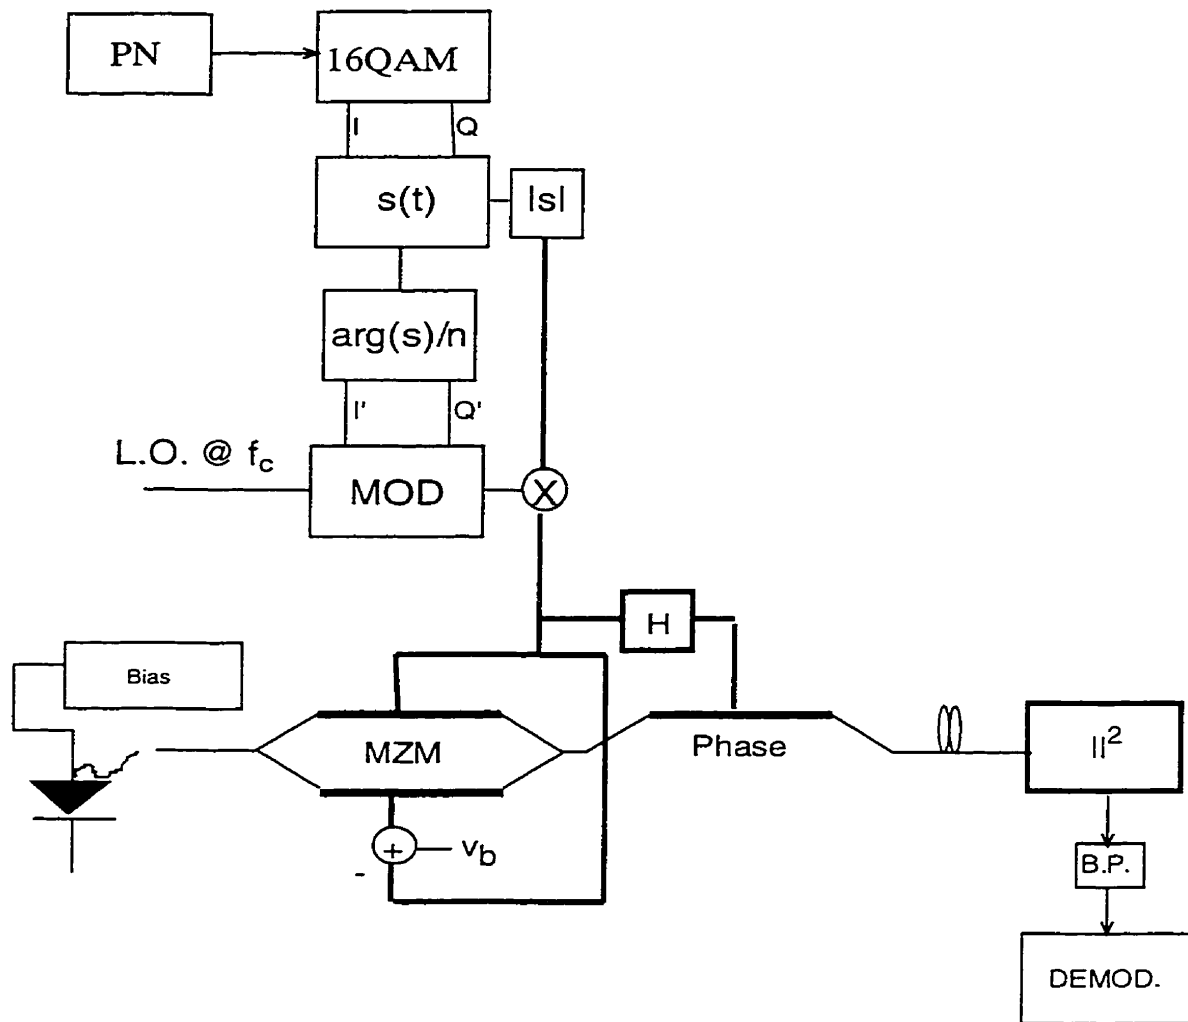 PN
16QAM
I
Q
s(t)
|s|
arg(s)/n
I'
Q'
L.O. @ fc
MOD
X
H
Bias
MZM
Phase
||²
+
-
vb
B.P.
DEMOD.